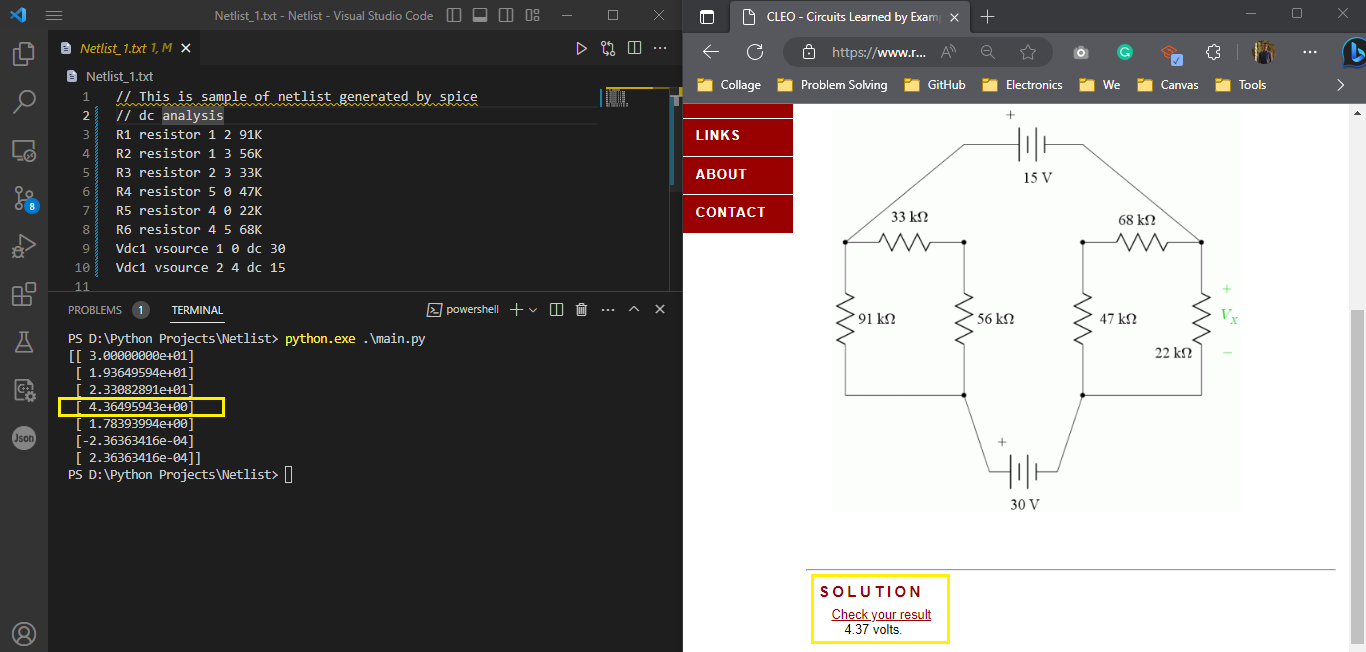 Netlist_1.txt - Netlist - Visual Studio Code
Netlist_1.txt 1, M
Netlist_1.txt
1 // This is sample of netlist generated by spice
2 // dc analysis
3 R1 resistor 1 2 91K
4 R2 resistor 1 3 56K
5 R3 resistor 2 3 33K
6 R4 resistor 5 0 47K
7 R5 resistor 4 0 22K
8 R6 resistor 4 5 68K
9 Vdc1 vsource 1 0 dc 30
10 Vdc1 vsource 2 4 dc 15
11
8
Json
PROBLEMS 1 TERMINAL
powershell
PS D:\Python Projects\Netlist> python.exe .\main.py
[[ 3.00000000e+01]
[ 1.93649594e+01]
[ 2.33082891e+01]
[ 4.36495943e+00]
[ 1.78393994e+00]
[-2.36363416e-04]
[ 2.36363416e-04]]
PS D:\Python Projects\Netlist>
CLEO - Circuits Learned by Exam
https://www.r...
Collage Problem Solving GitHub Electronics We Canvas Tools
LINKS
ABOUT
CONTACT
+
15 V
33 kΩ 68 kΩ
91 kΩ 56 kΩ 47 kΩ
+
VX
–
22 kΩ
+
30 V
SOLUTION
Check your result
4.37 volts.